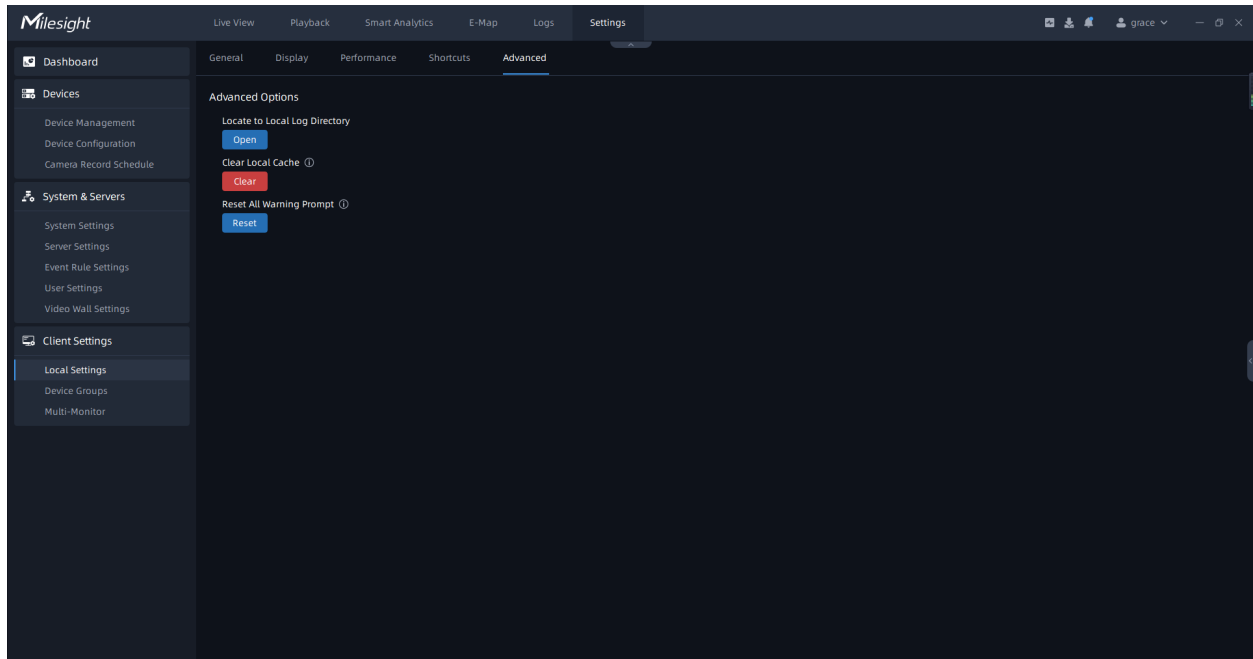 Milesight
Live View Playback Smart Analytics E-Map Logs Settings grace
Dashboard
Devices
Device Management
Device Configuration
Camera Record Schedule
System & Servers
System Settings
Server Settings
Event Rule Settings
User Settings
Video Wall Settings
Client Settings
Local Settings
Device Groups
Multi-Monitor
General Display Performance Shortcuts Advanced
Advanced Options
Locate to Local Log Directory
Open
Clear Local Cache
Clear
Reset All Warning Prompt
Reset